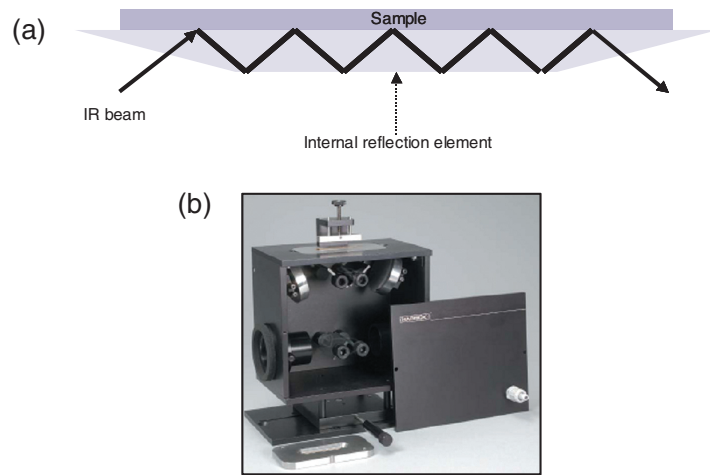 (a)
Sample
IR beam
Internal reflection element
(b)
HARRICK